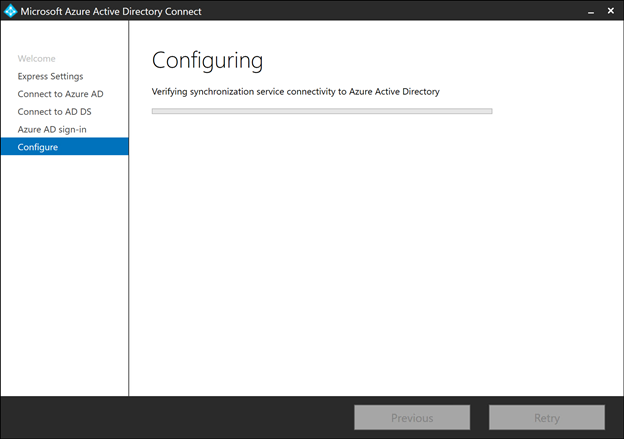 Microsoft Azure Active Directory Connect
Welcome
Express Settings
Connect to Azure AD
Connect to AD DS
Azure AD sign-in
Configure
Configuring
Verifying synchronization service connectivity to Azure Active Directory
Previous
Retry